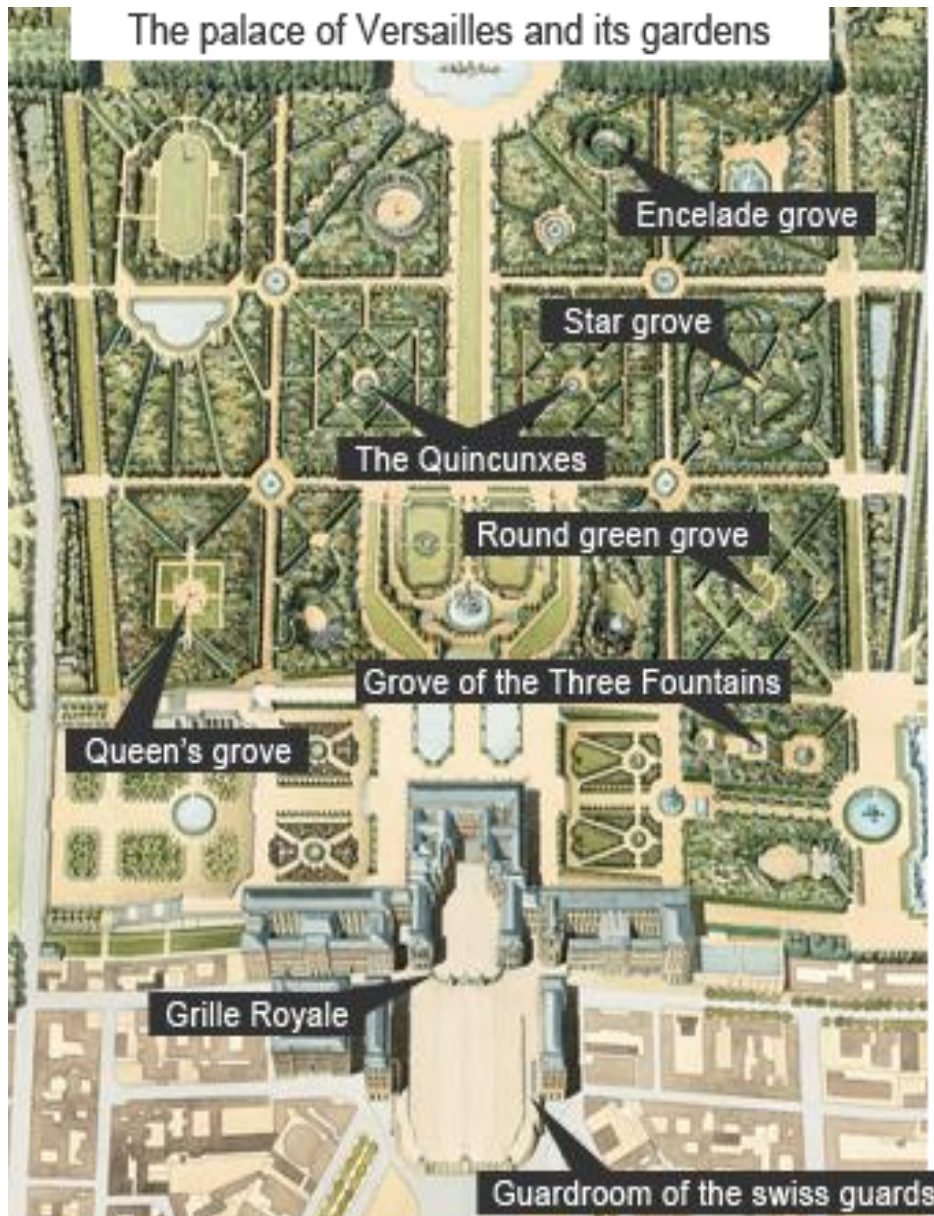 The palace of Versailles and its gardens
Encelade grove
Star grove
The Quincunxes
Round green grove
Grove of the Three Fountains
Queen's grove
Grille Royale
Guardroom of the swiss guards